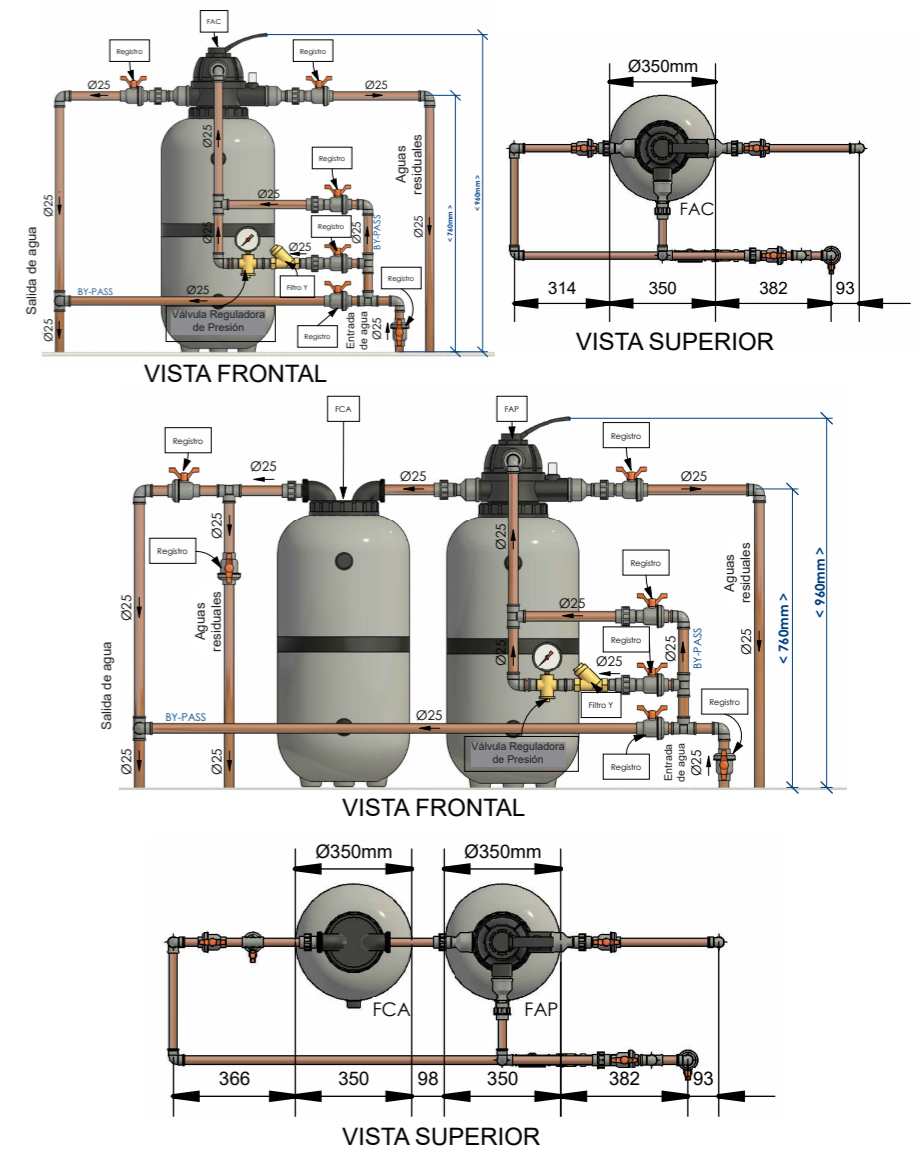 FAC
Registro
Registro
Ø25
Ø25
Ø25
Aguas
residuales
Registro
Ø25
Ø25
Salida de agua
Ø25
Registro
Ø25
BY-PASS
Registro
BY-PASS
Ø25
Filtro Y
Válvula Reguladora
de Presión
Registro
Entrada
de agua
Ø25
Ø25
Ø25
< 760mm >
< 960mm >
VISTA FRONTAL
Ø350mm
FAC
314
350
382
93
VISTA SUPERIOR
FCA
FAP
Registro
Registro
Ø25
Ø25
Ø25
Ø25
Ø25
Registro
Aguas
residuales
Aguas
residuales
Registro
Ø25
Ø25
Salida de agua
Registro
Ø25
Ø25
Ø25
BY-PASS
Ø25
Filtro Y
Registro
BY-PASS
Ø25
Válvula Reguladora
de Presión
Registro
Entrada
de agua
Ø25
Ø25
Ø25
< 760mm >
< 960mm >
VISTA FRONTAL
Ø350mm
Ø350mm
FCA
FAP
366
350
98
350
382
93
VISTA SUPERIOR